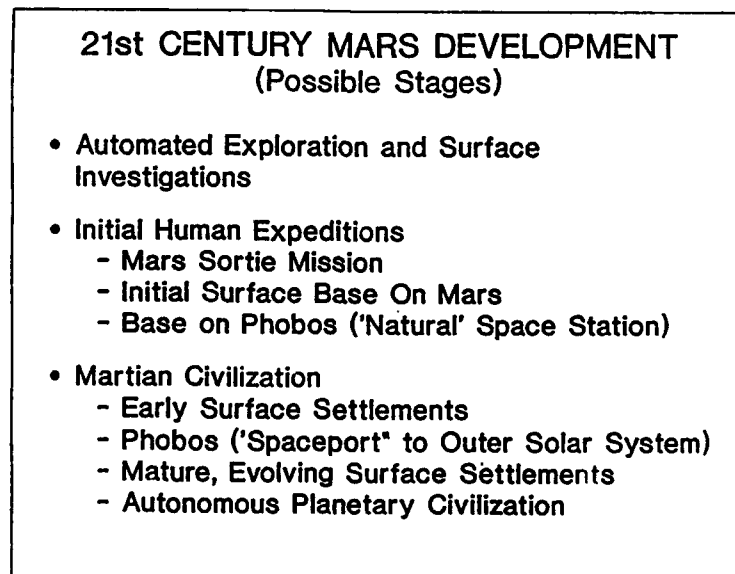 21st CENTURY MARS DEVELOPMENT
(Possible Stages)
• Automated Exploration and Surface
Investigations
• Initial Human Expeditions
- Mars Sortie Mission
- Initial Surface Base On Mars
- Base on Phobos ('Natural' Space Station)
• Martian Civilization
- Early Surface Settlements
- Phobos ('Spaceport" to Outer Solar System)
- Mature, Evolving Surface Settlements
- Autonomous Planetary Civilization